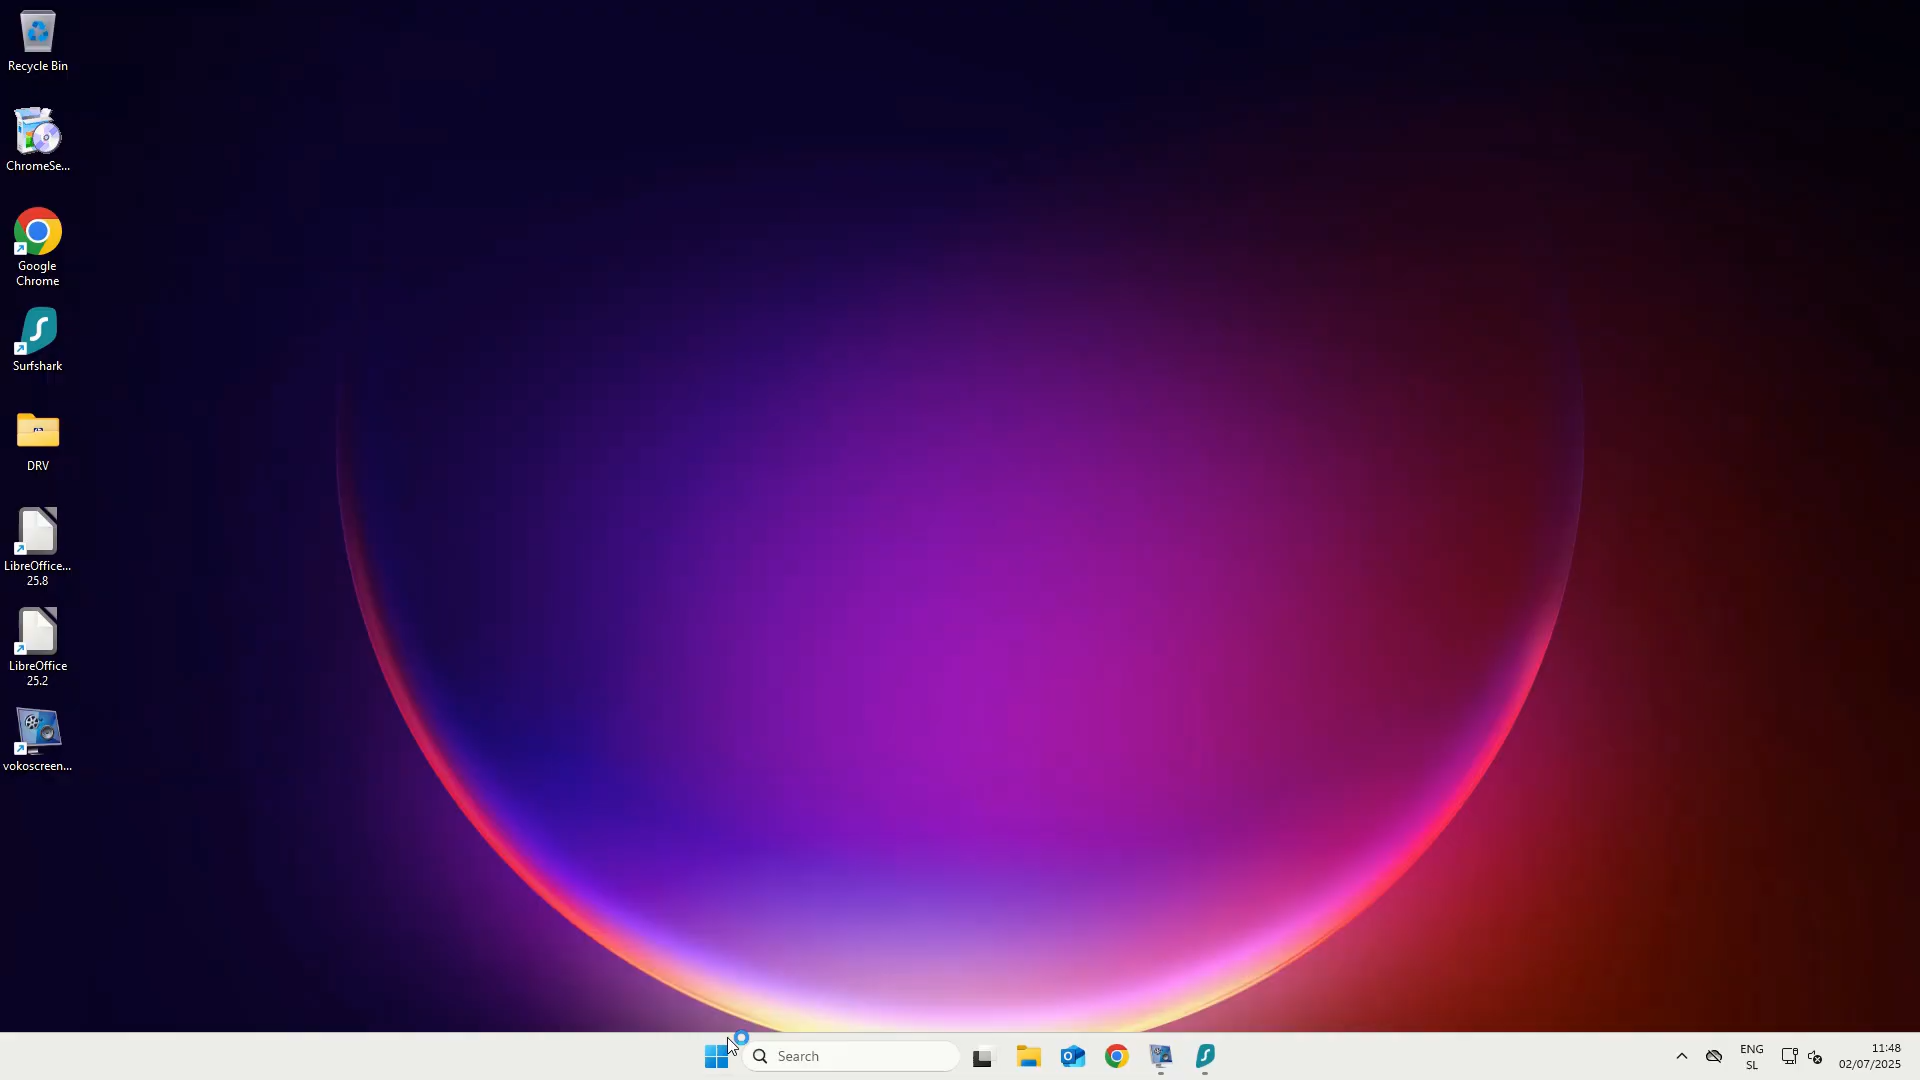 Recycle Bin
ChromeSe...
Google
Chrome
Surfshark
DRV
LibreOffice...
25.8
LibreOffice
25.2
vokoscreen...
Search
ENG
SL
11:48
02/07/2025